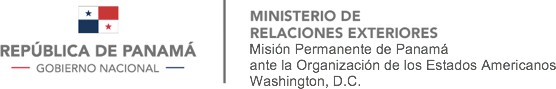 REPÚBLICA DE PANAMÁ
GOBIERNO NACIONAL
MINISTERIO DE
RELACIONES EXTERIORES
Misión Permanente de Panamá
ante la Organización de los Estados Americanos
Washington, D.C.